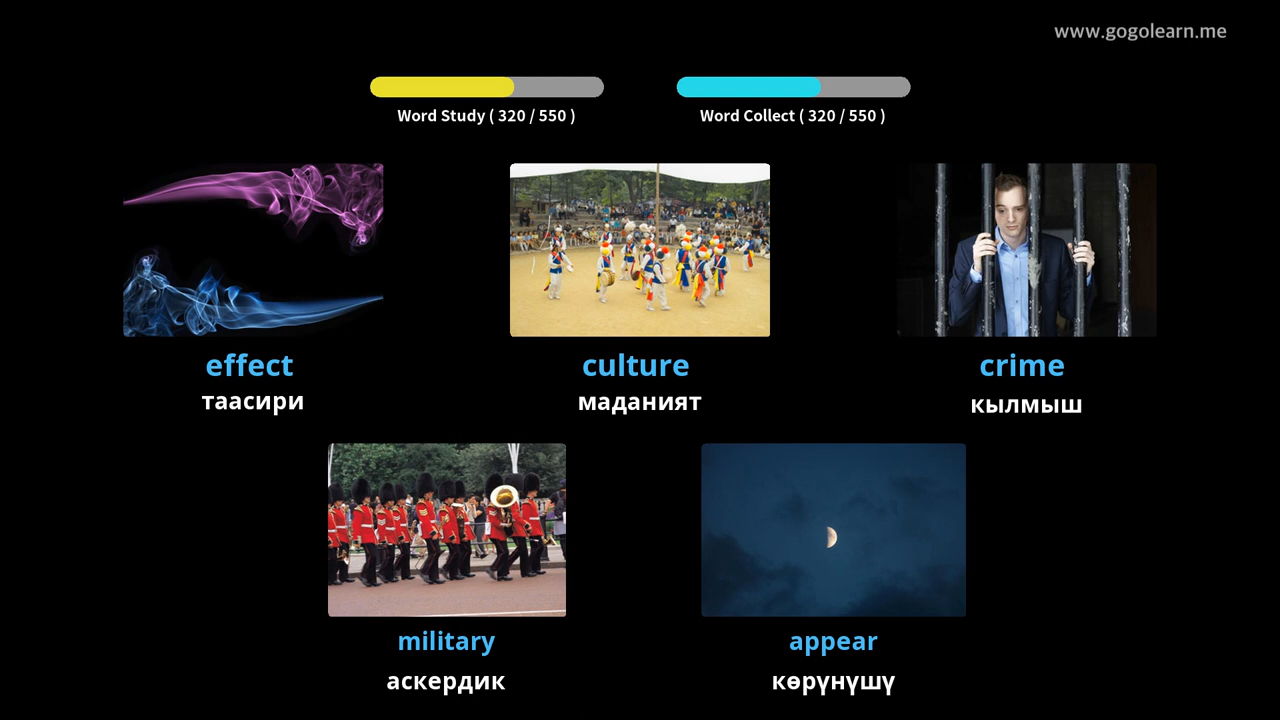 www.gogolearn.me
Word Study ( 320 / 550 )
Word Collect ( 320 / 550 )
effect
таасири
culture
маданият
crime
кылмыш
military
аскердик
appear
көрүнүшү